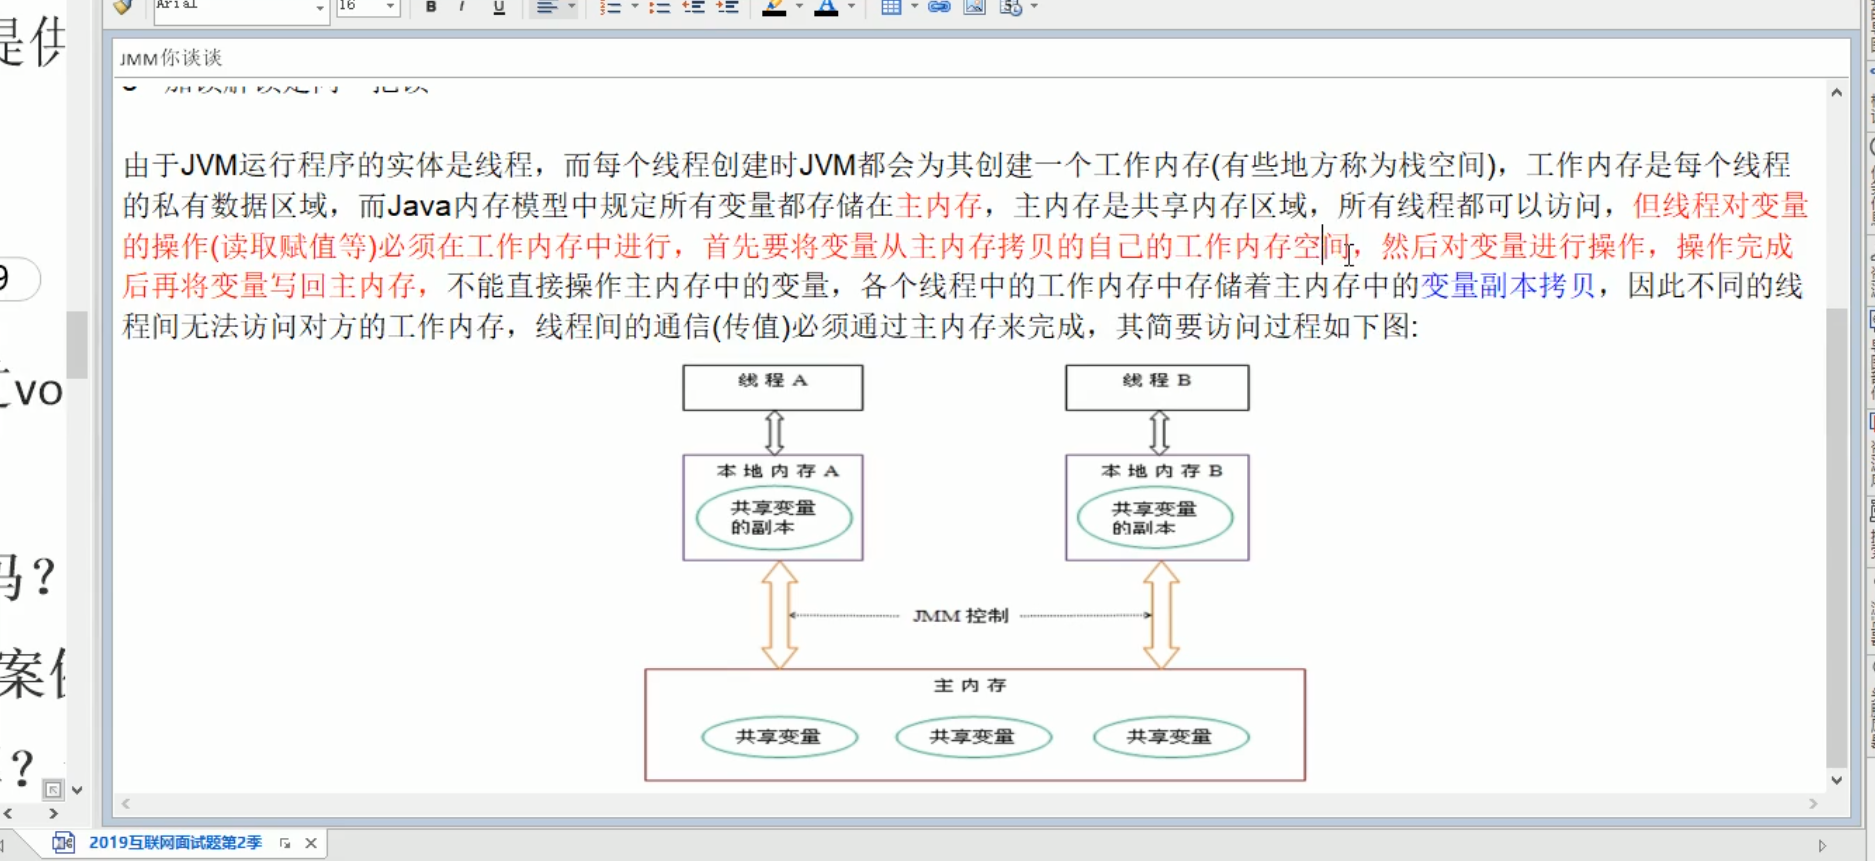 Arial
16
B
I
U
提供
JMM你谈谈
由于JVM运行程序的实体是线程，而每个线程创建时JVM都会为其创建一个工作内存(有些地方称为栈空间)，工作内存是每个线程
的私有数据区域，而Java内存模型中规定所有变量都存储在主内存，主内存是共享内存区域，所有线程都可以访问，但线程对变量
的操作(读取赋值等)必须在工作内存中进行，首先要将变量从主内存拷贝的自己的工作内存空间，然后对变量进行操作，操作完成
后再将变量写回主内存，不能直接操作主内存中的变量，各个线程中的工作内存中存储着主内存中的变量副本拷贝，因此不同的线
程间无法访问对方的工作内存，线程间的通信(传值)必须通过主内存来完成，其简要访问过程如下图:
9
vo
吗？
案
？
线程A
线程B
本地内存A
本地内存B
共享变量
的副本
共享变量
的副本
JMM控制
主内存
共享变量
共享变量
共享变量
2019互联网面试题第2季